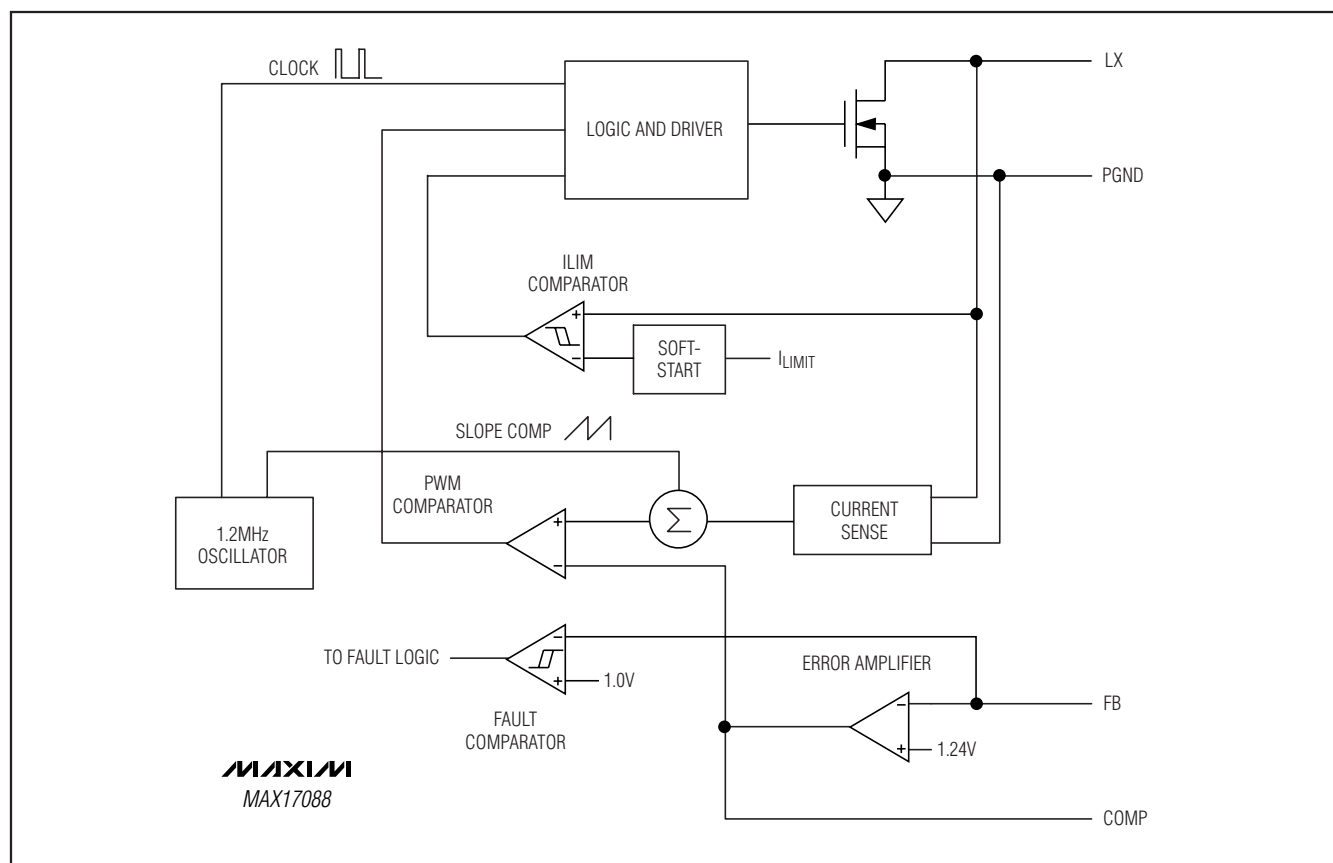 CLOCK
LX
LOGIC AND DRIVER
PGND
ILIM
COMPARATOR
+
−
SOFT-
START
ILIMIT
SLOPE COMP
PWM
COMPARATOR
1.2MHz
OSCILLATOR
+
−
Σ
CURRENT
SENSE
TO FAULT LOGIC
−
+
1.0V
FAULT
COMPARATOR
ERROR AMPLIFIER
−
+
FB
1.24V
MAXIM
MAX17088
COMP